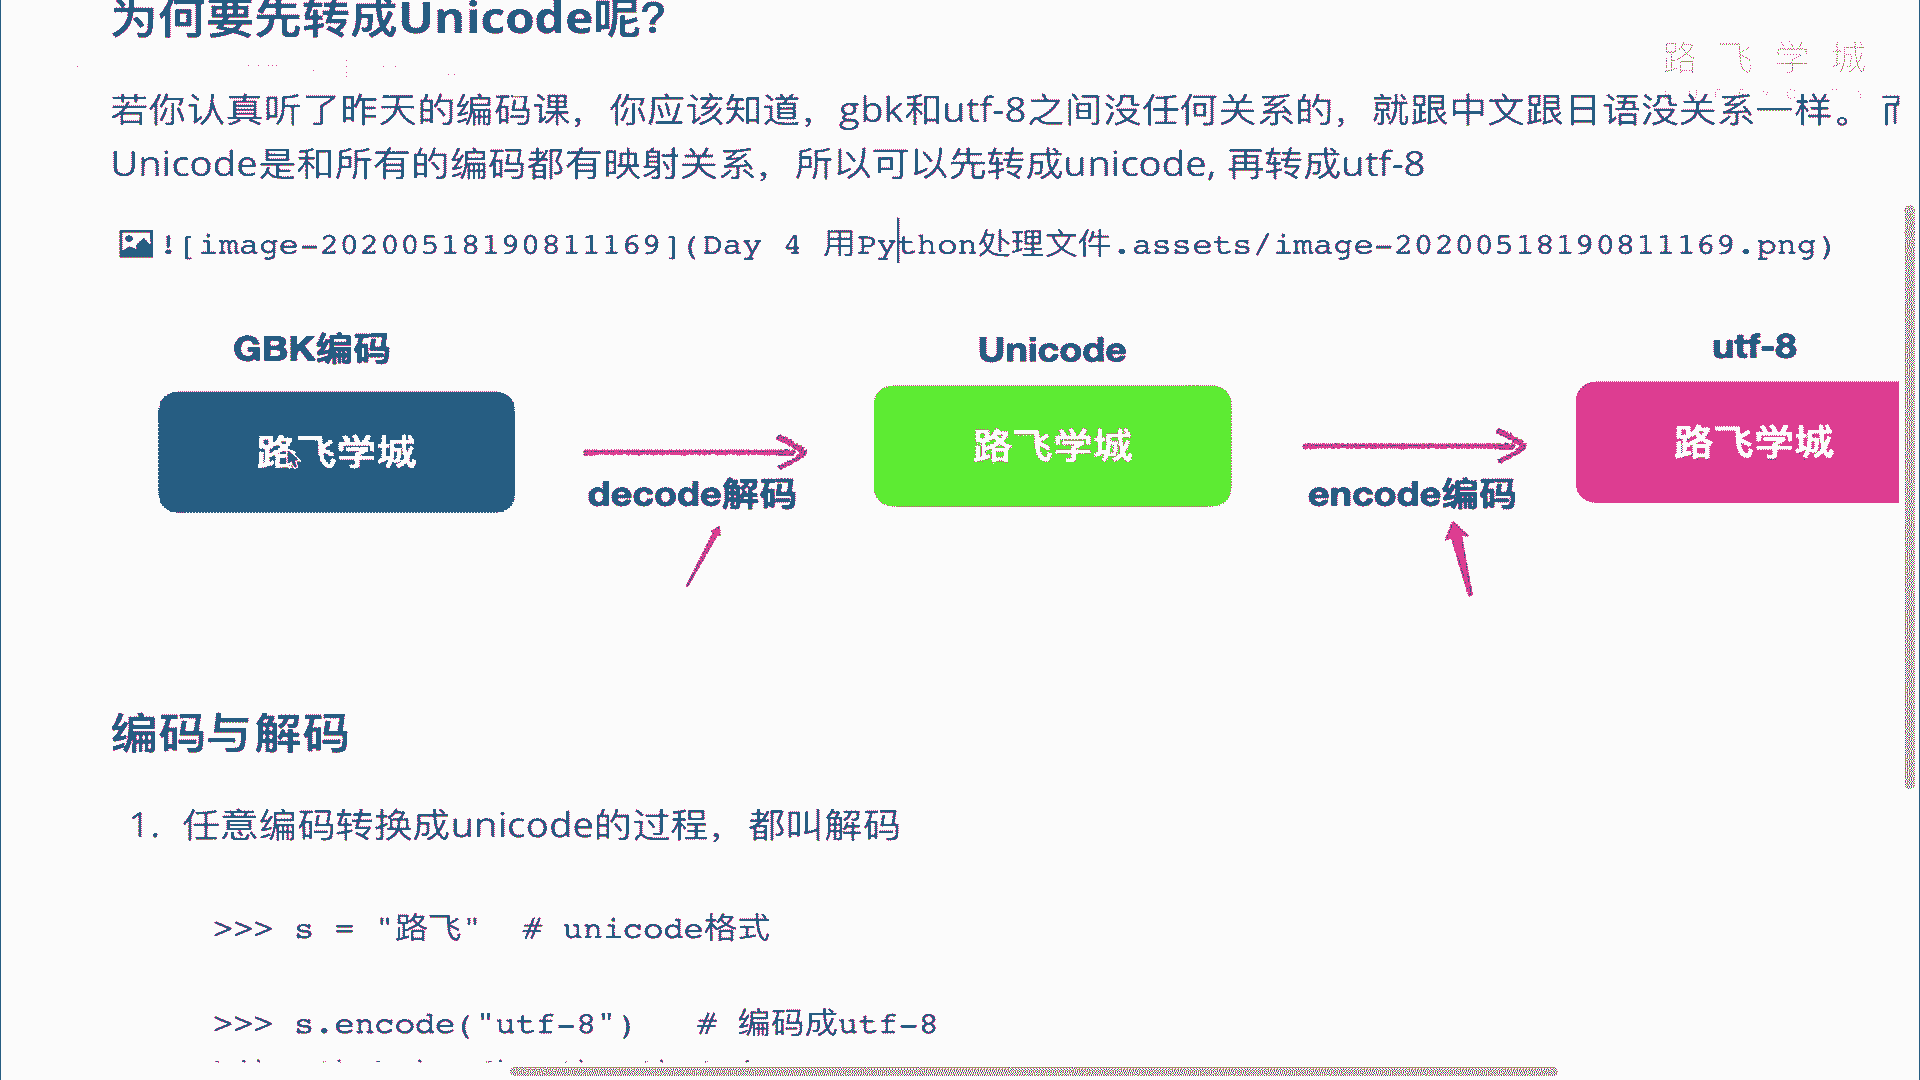 为何要先转成Unicode呢?
路飞学城
若你认真听了昨天的编码课，你应该知道，gbk和utf-8之间没任何关系的，就跟中文跟日语没关系一样。
Unicode是和所有的编码都有映射关系，所以可以先转成unicode, 再转成utf-8
![image-20200518190811169](Day 4 用Python处理文件.assets/image-20200518190811169.png)
GBK编码 Unicode utf-8
路飞学城 路飞学城 路飞学城
decode解码 encode编码
编码与解码
1. 任意编码转换成unicode的过程，都叫解码
>>> s = "路飞" # unicode格式
>>> s.encode("utf-8") # 编码成utf-8